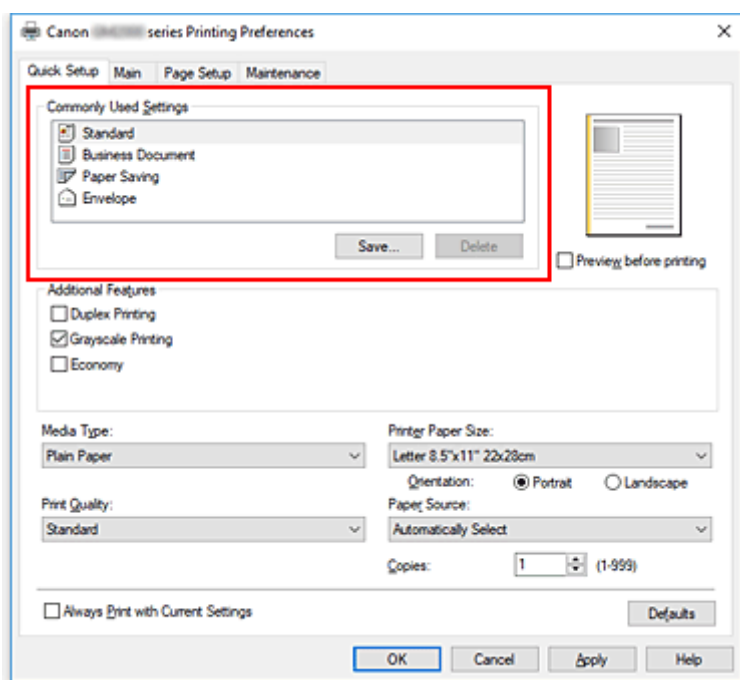 Canon series Printing Preferences
Quick Setup Main Page Setup Maintenance
Commonly Used Settings
Standard
Business Document
Paper Saving
Envelope
Save... Delete
Preview before printing
Additional Features
Duplex Printing
Grayscale Printing
Economy
Media Type: Printer Paper Size:
Plain Paper Letter 8.5"x11" 22x28cm
Orientation: Portrait Landscape
Print Quality: Paper Source:
Standard Automatically Select
Copies: 1 (1-999)
Always Print with Current Settings Defaults
OK Cancel Apply Help